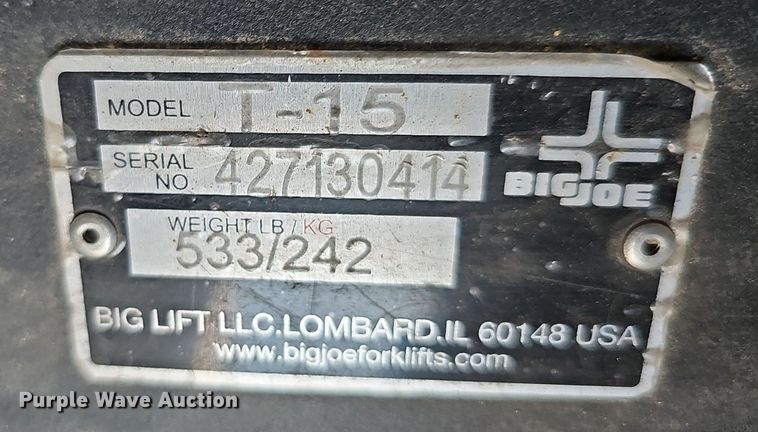 MODEL T-15
SERIAL NO. 427130414
BIG JOE
WEIGHT LB / KG
533/242
BIG LIFT LLC.LOMBARD.IL 60148 USA
www.bigjoeforklifts.com
Purple Wave Auction